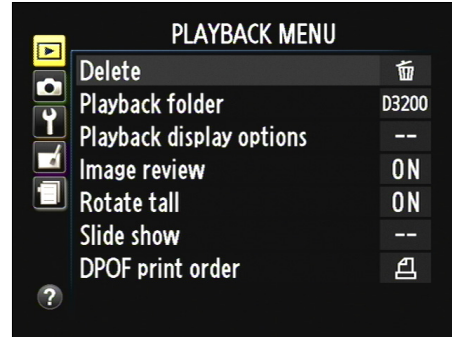 PLAYBACK MENU
Delete
Playback folder D3200
Playback display options --
Image review ON
Rotate tall ON
Slide show --
DPOF print order
?